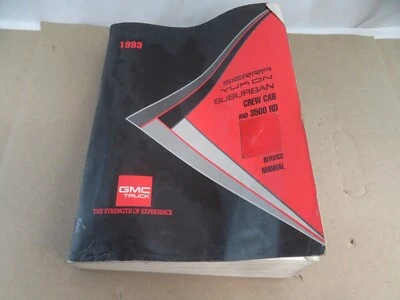 1993
SIERRA
YUKON
SUBURBAN
CREW CAB
AND 3500 HD
SERVICE
MANUAL
GMC
TRUCK
THE STRENGTH OF EXPERIENCE